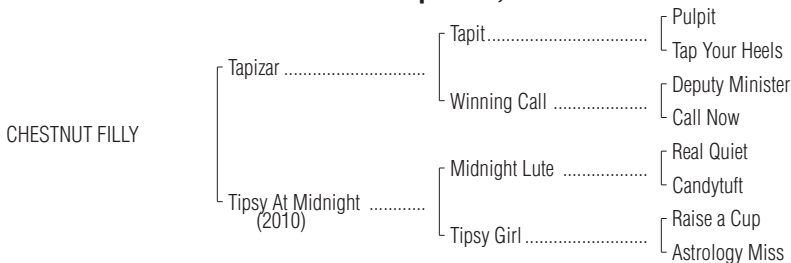 CHESTNUT FILLY
Tapizar ..............................
Tipsy At Midnight ............
(2010)
Tapit..................................
Winning Call ....................
Midnight Lute ..................
Tipsy Girl..........................
Pulpit
Tap Your Heels
Deputy Minister
Call Now
Real Quiet
Candytuft
Raise a Cup
Astrology Miss